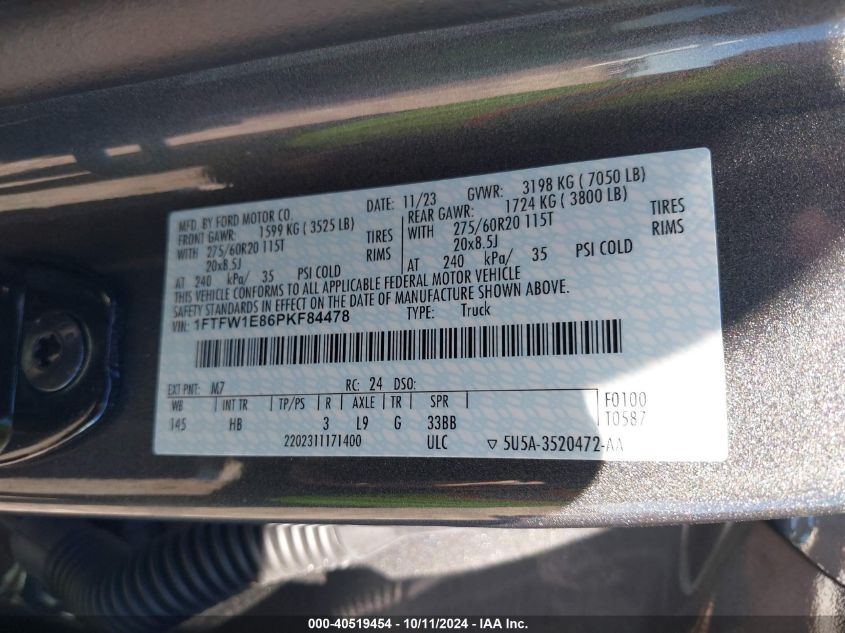 MFD. BY FORD MOTOR CO. DATE: 11/23 GVWR: 3198 KG ( 7050 LB)
FRONT GAWR: 1599 KG ( 3525 LB) REAR GAWR: 1724 KG ( 3800 LB)
WITH 275/60R20 115T TIRES WITH 275/60R20 115T TIRES
20x8.5J RIMS 20x8.5J RIMS
AT 240 kPa/ 35 PSI COLD AT 240 kPa/ 35 PSI COLD
THIS VEHICLE CONFORMS TO ALL APPLICABLE FEDERAL MOTOR VEHICLE
SAFETY STANDARDS IN EFFECT ON THE DATE OF MANUFACTURE SHOWN ABOVE.
VIN: 1FTFW1E86PKF84478 TYPE: Truck
EXT PNT: M7 RC: 24 DSO:
WB INT TR TP/PS R AXLE TR SPR F0100
145 HB 3 L9 G 33BB T0587
2202311171400 ULC ▽ 5U5A-3520472-AA
000-40519454 - 10/11/2024 - IAA Inc.